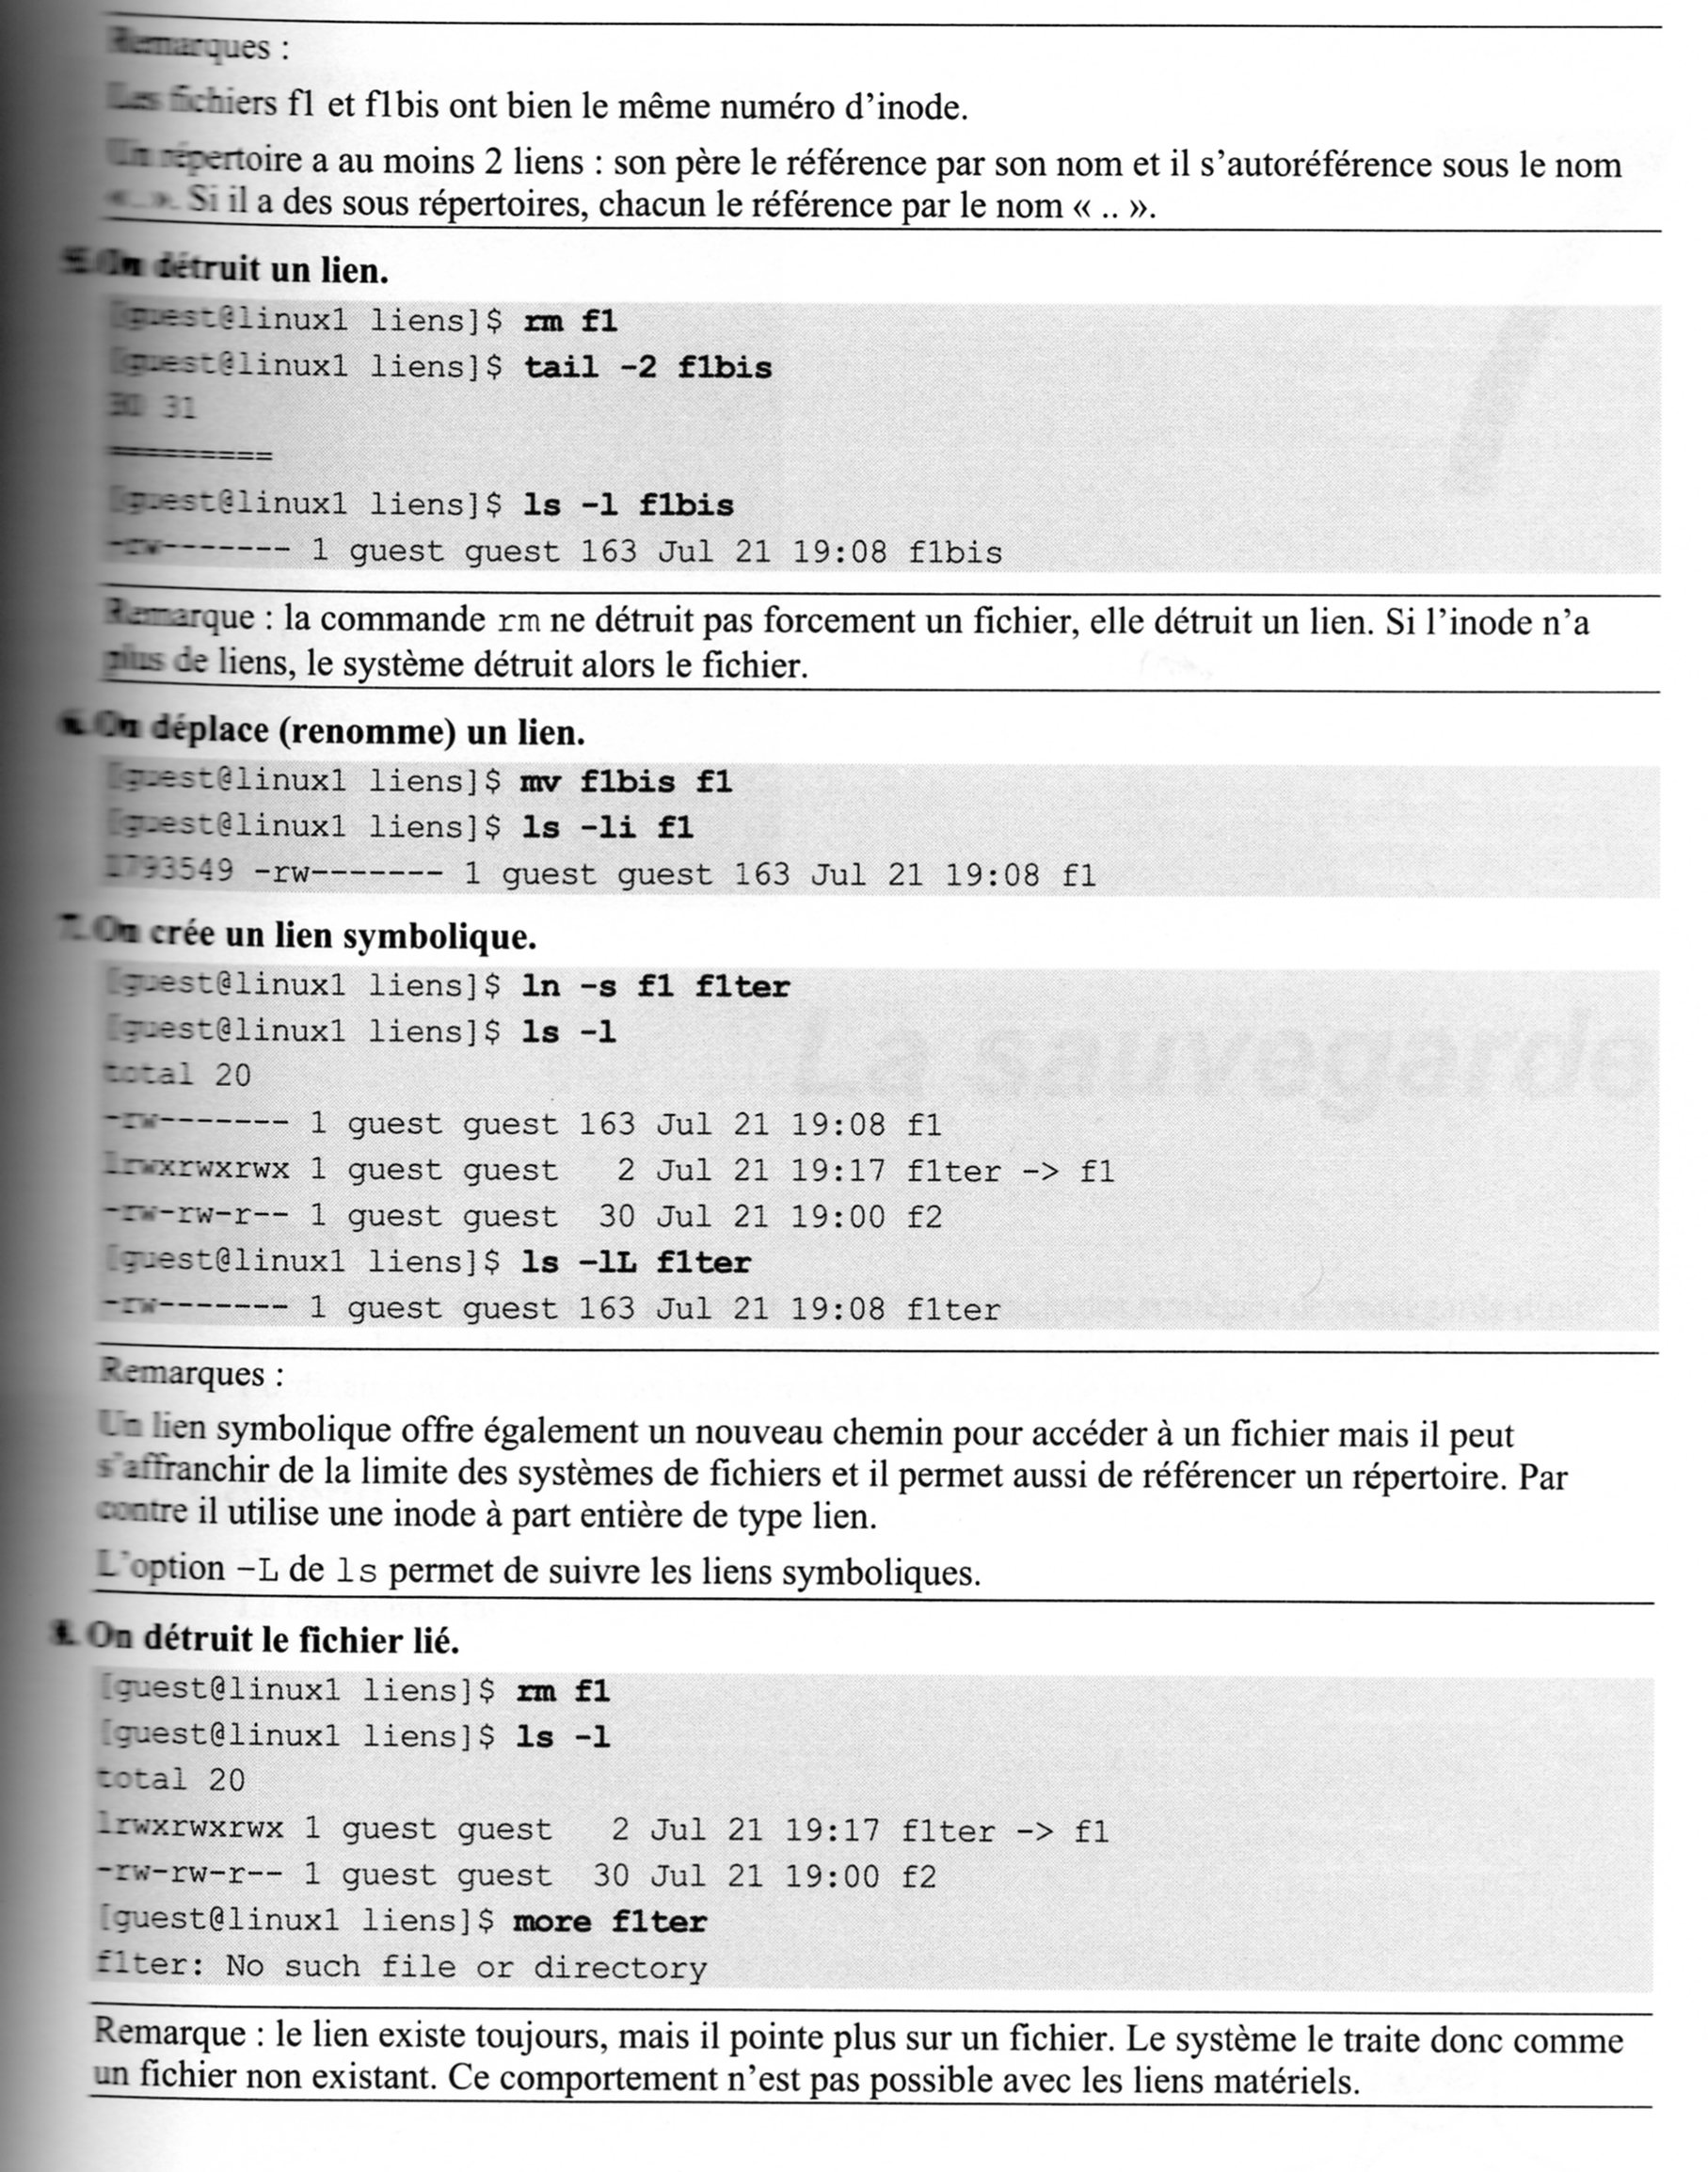 Remarques :
Les fichiers f1 et f1bis ont bien le même numéro d’inode.
Un répertoire a au moins 2 liens : son père le référence par son nom et il s’autoréférence sous le nom
« . ». Si il a des sous répertoires, chacun le référence par le nom « .. ».
5. On détruit un lien.
[guest@linux1 liens]$ rm f1
[guest@linux1 liens]$ tail -2 f1bis
30 31
=========
[guest@linux1 liens]$ ls -l f1bis
-rw------- 1 guest guest 163 Jul 21 19:08 f1bis
Remarque : la commande rm ne détruit pas forcement un fichier, elle détruit un lien. Si l’inode n’a
plus de liens, le système détruit alors le fichier.
6. On déplace (renomme) un lien.
[guest@linux1 liens]$ mv f1bis f1
[guest@linux1 liens]$ ls -li f1
1793549 -rw------- 1 guest guest 163 Jul 21 19:08 f1
7. On crée un lien symbolique.
[guest@linux1 liens]$ ln -s f1 f1ter
[guest@linux1 liens]$ ls -l
total 20
-rw------- 1 guest guest 163 Jul 21 19:08 f1
lrwxrwxrwx 1 guest guest   2 Jul 21 19:17 f1ter -> f1
-rw-rw-r-- 1 guest guest  30 Jul 21 19:00 f2
[guest@linux1 liens]$ ls -lL f1ter
-rw------- 1 guest guest 163 Jul 21 19:08 f1ter
La sauvegarde
Remarques :
Un lien symbolique offre également un nouveau chemin pour accéder à un fichier mais il peut
s’affranchir de la limite des systèmes de fichiers et il permet aussi de référencer un répertoire. Par
contre il utilise une inode à part entière de type lien.
L’option -L de ls permet de suivre les liens symboliques.
8. On détruit le fichier lié.
[guest@linux1 liens]$ rm f1
[guest@linux1 liens]$ ls -l
total 20
lrwxrwxrwx 1 guest guest   2 Jul 21 19:17 f1ter -> f1
-rw-rw-r-- 1 guest guest  30 Jul 21 19:00 f2
[guest@linux1 liens]$ more f1ter
f1ter: No such file or directory
Remarque : le lien existe toujours, mais il pointe plus sur un fichier. Le système le traite donc comme
un fichier non existant. Ce comportement n’est pas possible avec les liens matériels.